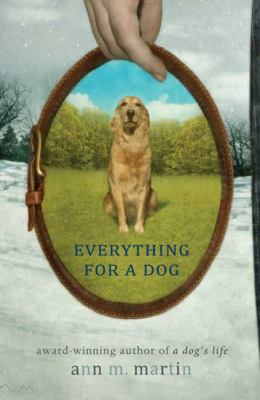 EVERYTHING
FOR A DOG
award-winning author of a dog's life
ann m. martin